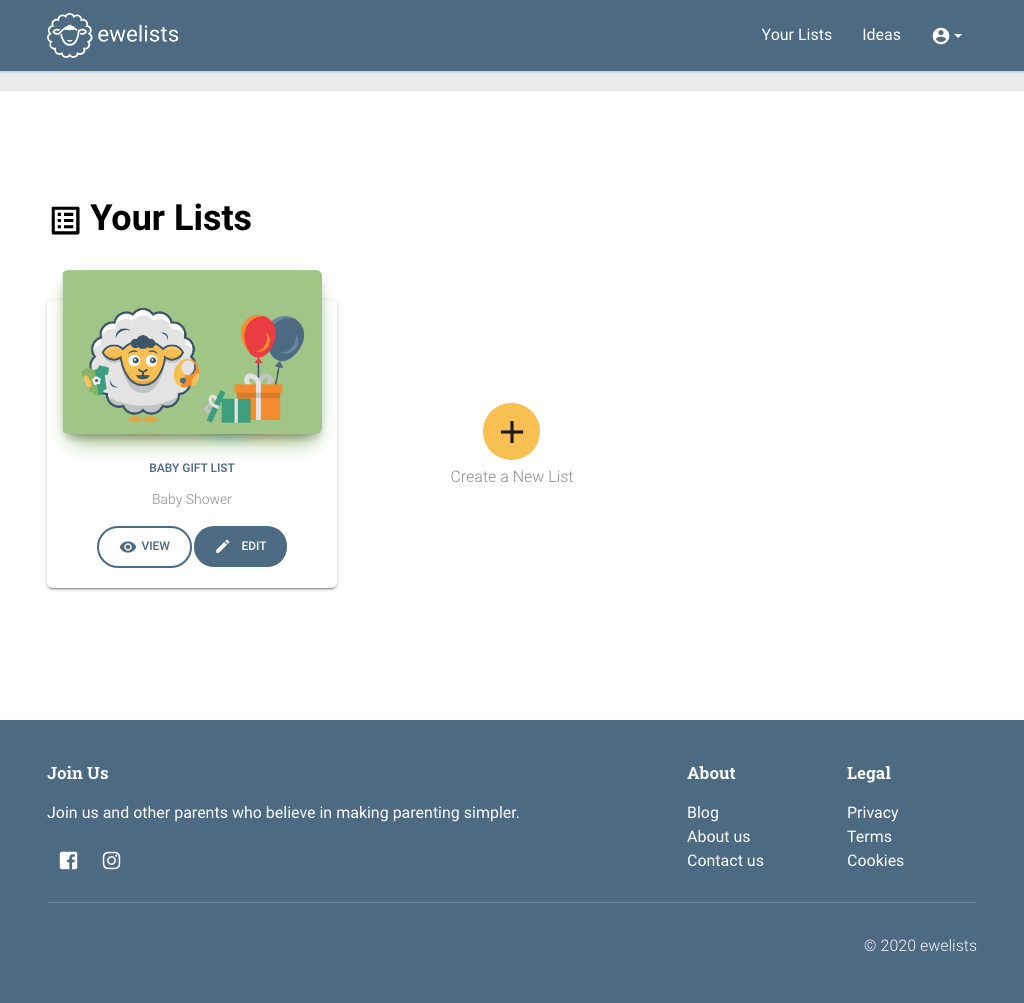 ewelists
Your Lists
Ideas
Your Lists
BABY GIFT LIST
Baby Shower
VIEW
EDIT
Create a New List
Join Us
Join us and other parents who believe in making parenting simpler.
About
Blog
About us
Contact us
Legal
Privacy
Terms
Cookies
© 2020 ewelists